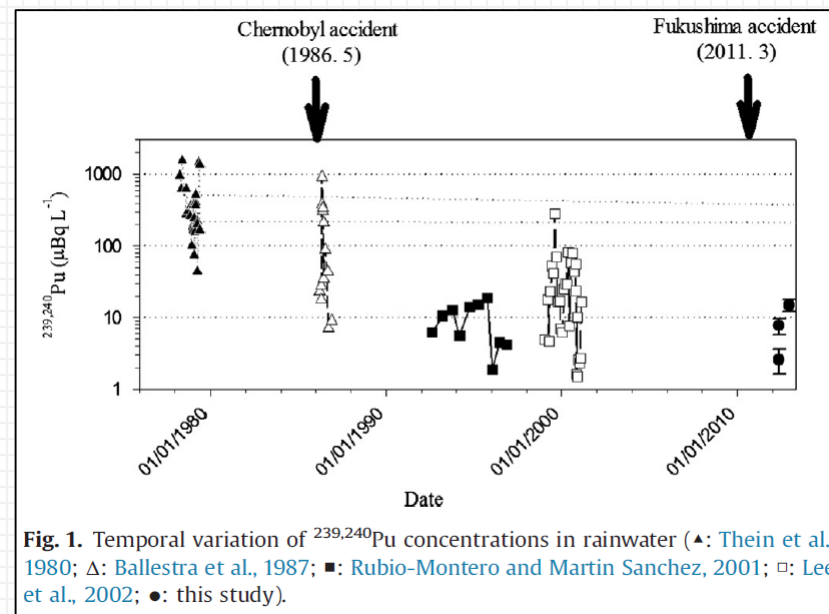 Chernobyl accident
(1986. 5)
Fukushima accident
(2011. 3)
²³⁹,²⁴⁰Pu (µBq L⁻¹)
1000
100
10
1
01/01/1980
01/01/1990
01/01/2000
01/01/2010
Date
Fig. 1. Temporal variation of ²³⁹,²⁴⁰Pu concentrations in rainwater (▲: Thein et al.
1980; Δ: Ballestra et al., 1987; ■: Rubio-Montero and Martin Sanchez, 2001; □: Lee
et al., 2002; ●: this study).